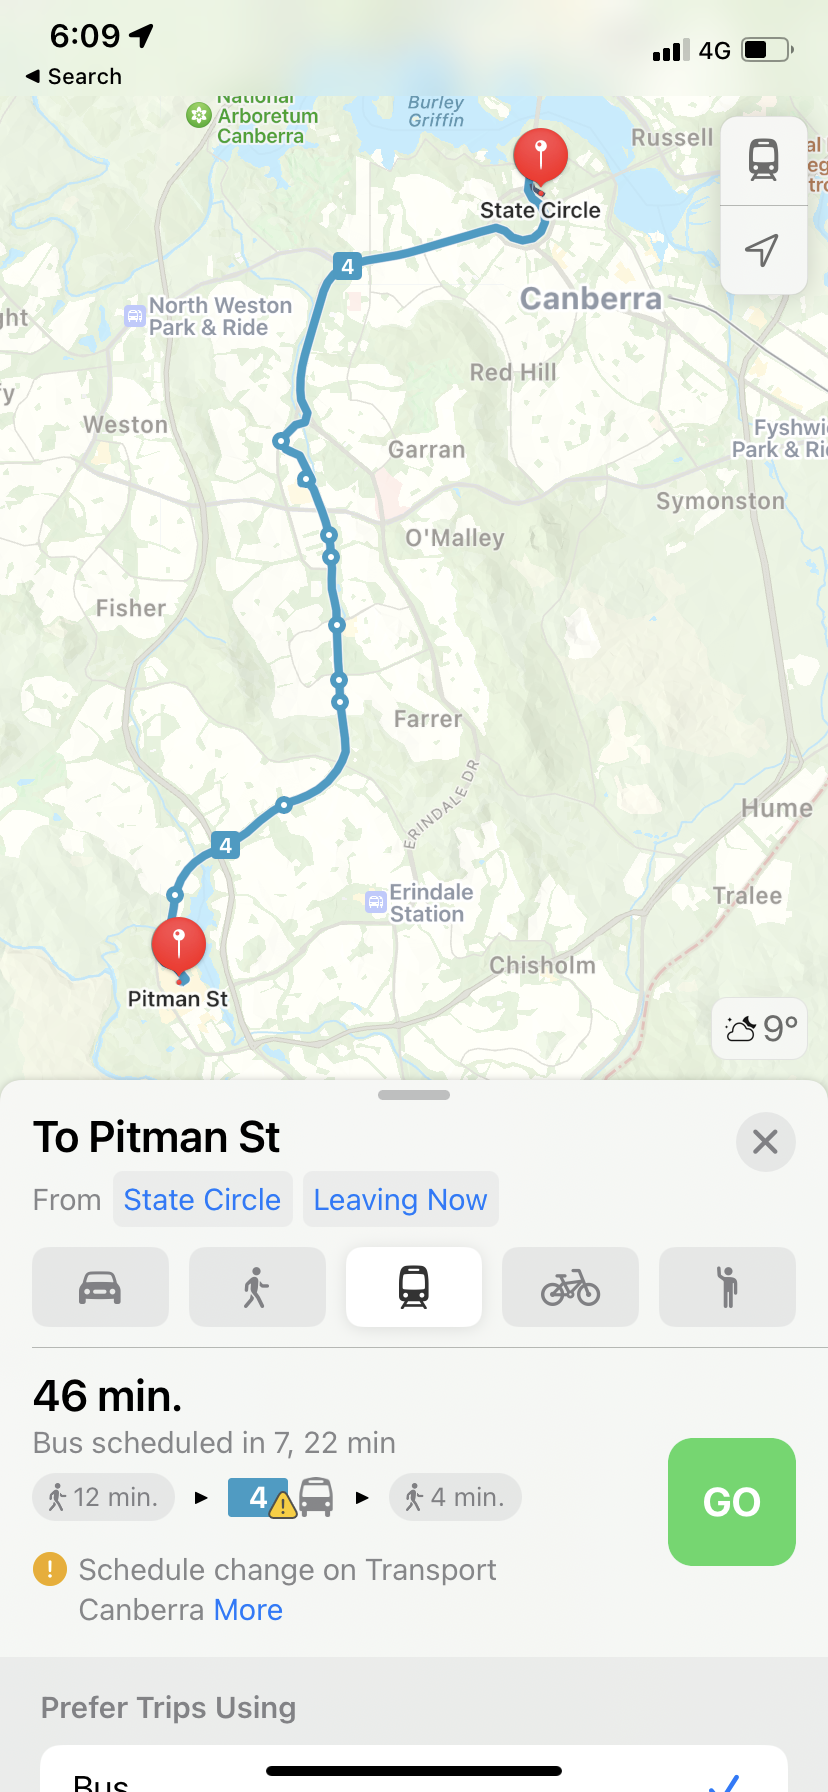 6:09
4G
Search
National
Arboretum
Canberra
Burley
Griffin
Russell
State Circle
4
North Weston
Park & Ride
Canberra
Red Hill
Weston
Garran
Park & Ri
Symonston
O'Malley
Fisher
Farrer
ERINDALE DR
Hume
4
Erindale
Station
Tralee
Chisholm
Pitman St
9°
To Pitman St
From State Circle Leaving Now
46 min.
Bus scheduled in 7, 22 min
12 min. 4 4 min.
GO
Schedule change on Transport
Canberra More
Prefer Trips Using
Bus